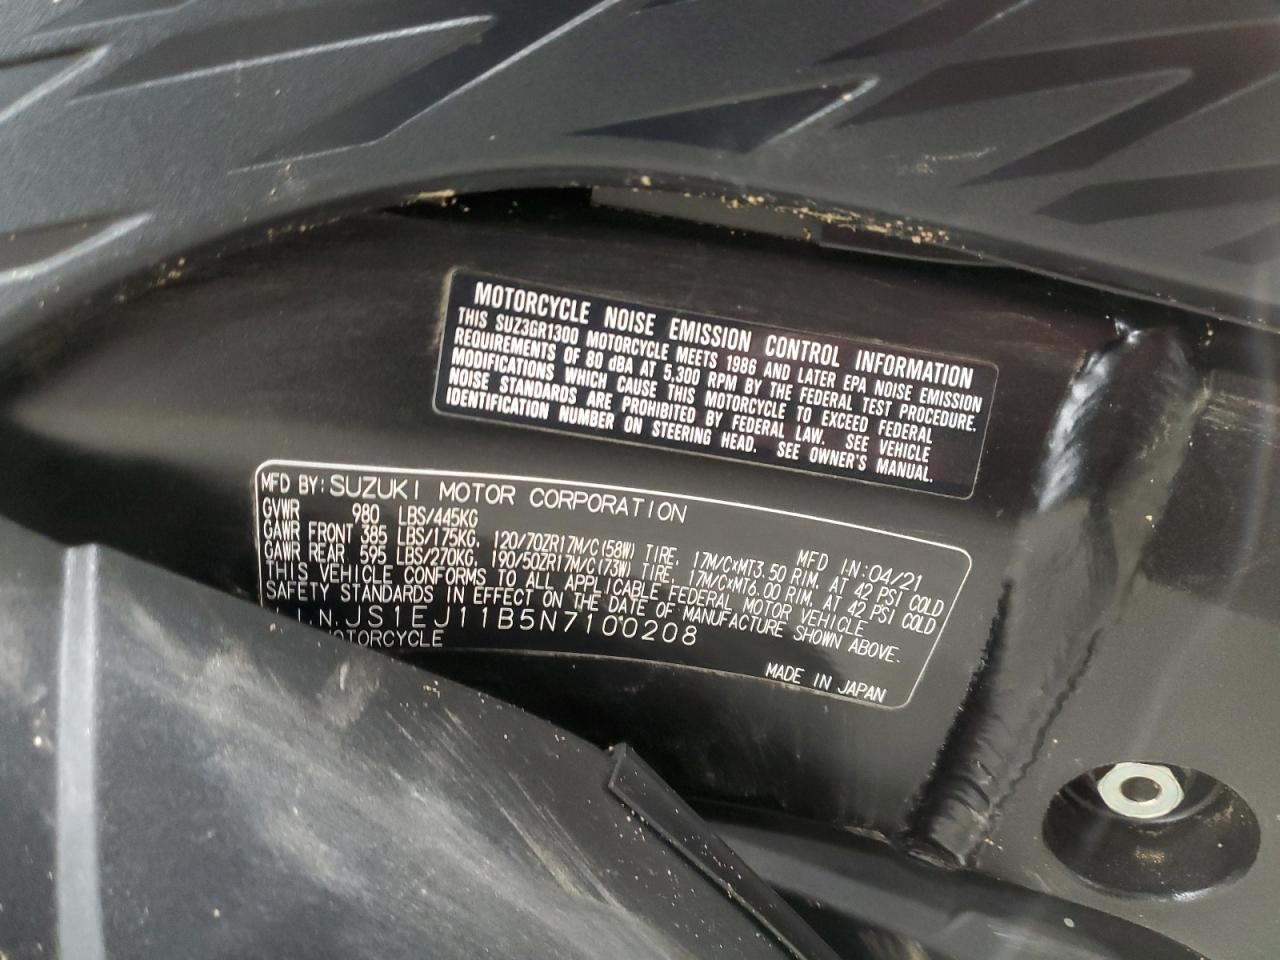 MOTORCYCLE NOISE EMISSION CONTROL INFORMATION
THIS SUZ3GR1300 MOTORCYCLE MEETS 1986 AND LATER EPA NOISE EMISSION
REQUIREMENTS OF 80 dBA AT 5,300 RPM BY THE FEDERAL TEST PROCEDURE.
MODIFICATIONS WHICH CAUSE THIS MOTORCYCLE TO EXCEED FEDERAL
NOISE STANDARDS ARE PROHIBITED BY FEDERAL LAW. SEE VEHICLE
IDENTIFICATION NUMBER ON STEERING HEAD. SEE OWNER'S MANUAL.
MFD BY: SUZUKI MOTOR CORPORATION
GVWR 980 LBS/445KG MFD IN:04/21
GAWR FRONT 385 LBS/175KG, 120/70ZR17M/C(58W) TIRE, 17M/C×MT3.50 RIM, AT 42 PSI COLD
GAWR REAR 595 LBS/270KG, 190/50ZR17M/C(73W) TIRE, 17M/C×MT6.00 RIM, AT 42 PSI COLD
THIS VEHICLE CONFORMS TO ALL APPLICABLE FEDERAL MOTOR VEHICLE
SAFETY STANDARDS IN EFFECT ON THE DATE OF MANUFACTURE SHOWN ABOVE.
I.N. JS1EJ11B5N7100208
MOTORCYCLE
MADE IN JAPAN